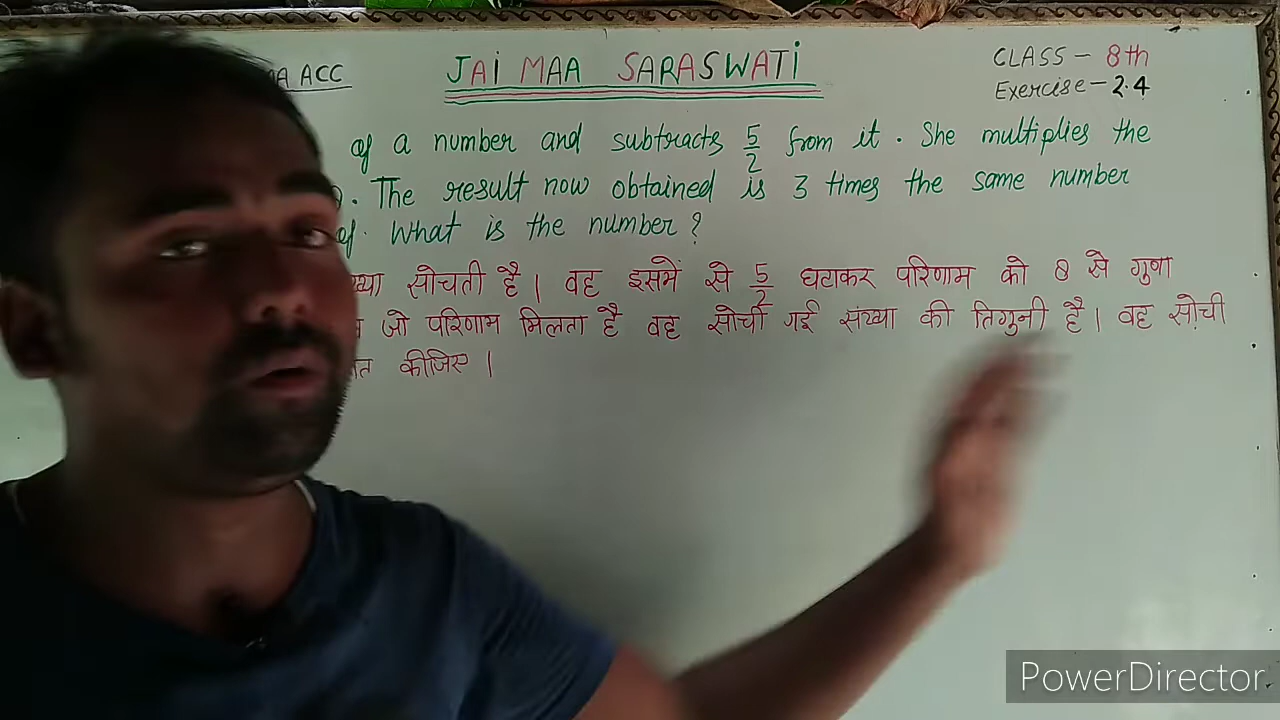 ACC
JAI MAA SARASWATI
CLASS - 8th
Exercise - 2.4
of a number and subtracts 5/2 from it. She multiplies the
. The result now obtained is 3 times the same number
of. What is the number?
सोचती है। वह इसमें से 5/2 घटाकर परिणाम को 8 से गुणा
जो परिणाम मिलता है वह सोची गई संख्या की तिगुनी है। वह सोची
कीजिए।
PowerDirector